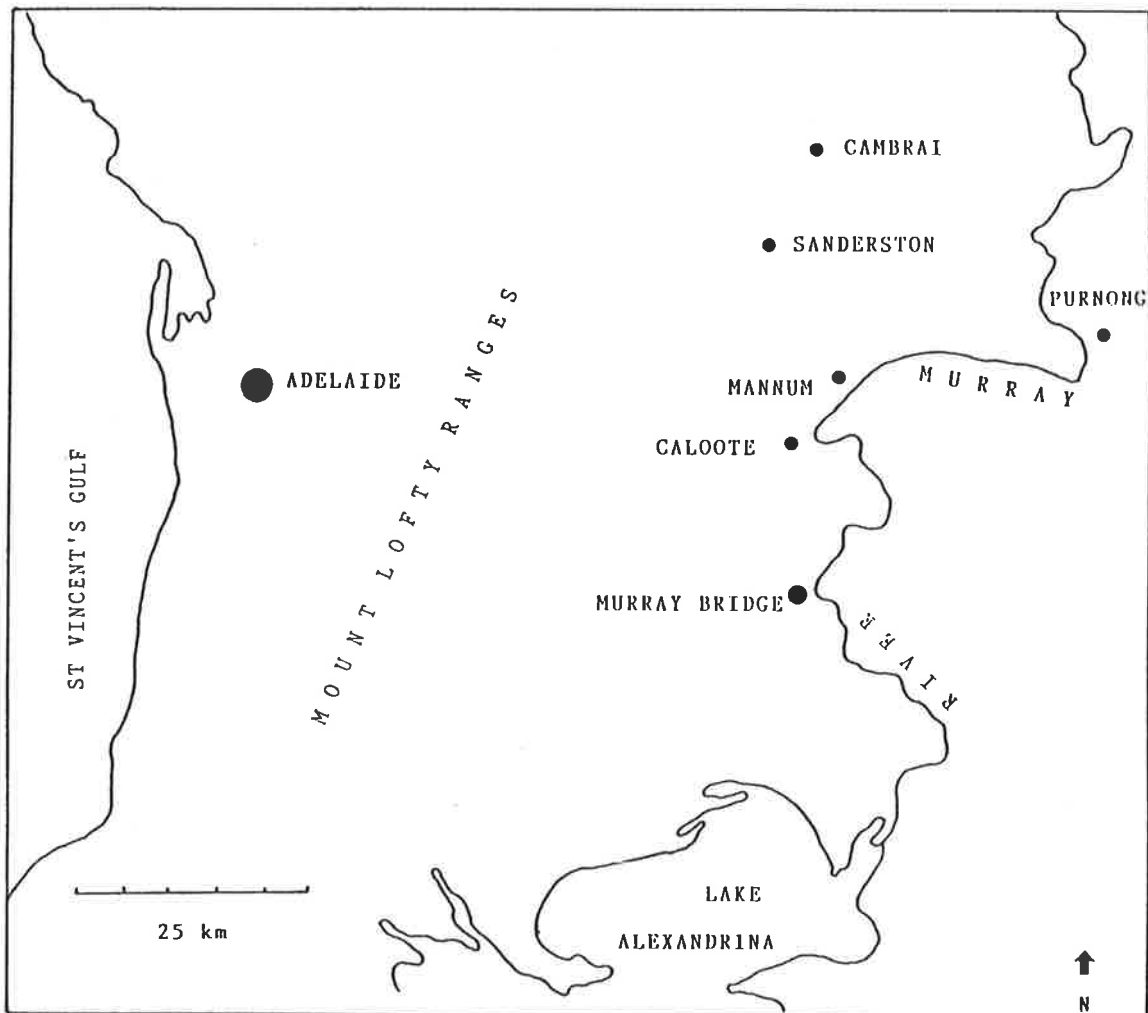 CAMBRAI
SANDERSTON
PURNONG
ADELAIDE
MANNUM
MURRAY
CALOOTE
MOUNT LOFTY RANGES
ST VINCENT'S GULF
MURRAY BRIDGE
RIVER
LAKE
ALEXANDRINA
25 km
N